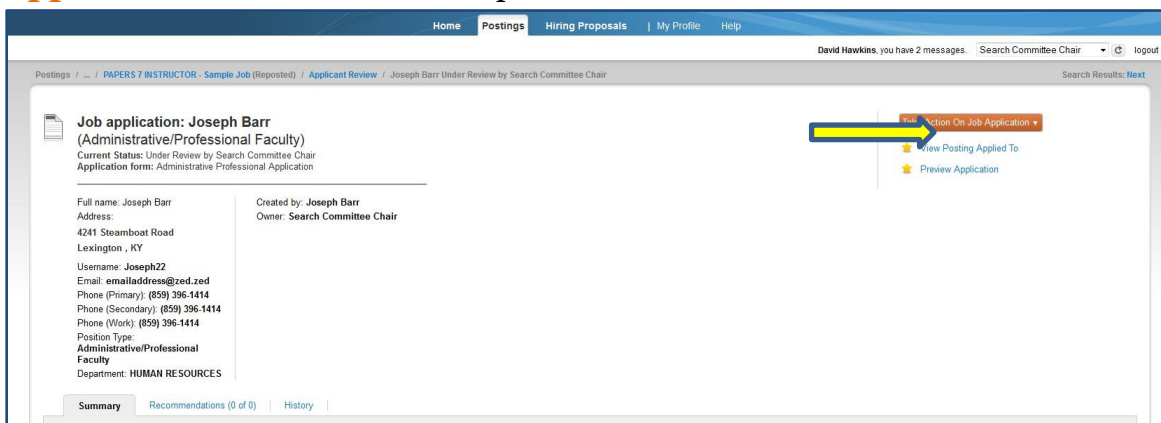 Home Postings Hiring Proposals | My Profile Help
David Hawkins, you have 2 messages. Search Committee Chair logout
Postings / ... / PAPERS 7 INSTRUCTOR - Sample Job (Reposted) / Applicant Review / Joseph Barr Under Review by Search Committee Chair Search Results: Next
Job application: Joseph Barr
(Administrative/Professional Faculty)
Current Status: Under Review by Search Committee Chair
Application form: Administrative Professional Application
Full name: Joseph Barr
Address:
4241 Steamboat Road
Lexington , KY
Username: Joseph22
Email: emailaddress@zed.zed
Phone (Primary): (859) 396-1414
Phone (Secondary): (859) 396-1414
Phone (Work): (859) 396-1414
Position Type:
Administrative/Professional
Faculty
Department: HUMAN RESOURCES
Created by: Joseph Barr
Owner: Search Committee Chair
Take Action On Job Application
View Posting Applied To
Preview Application
Summary Recommendations (0 of 0) | History |